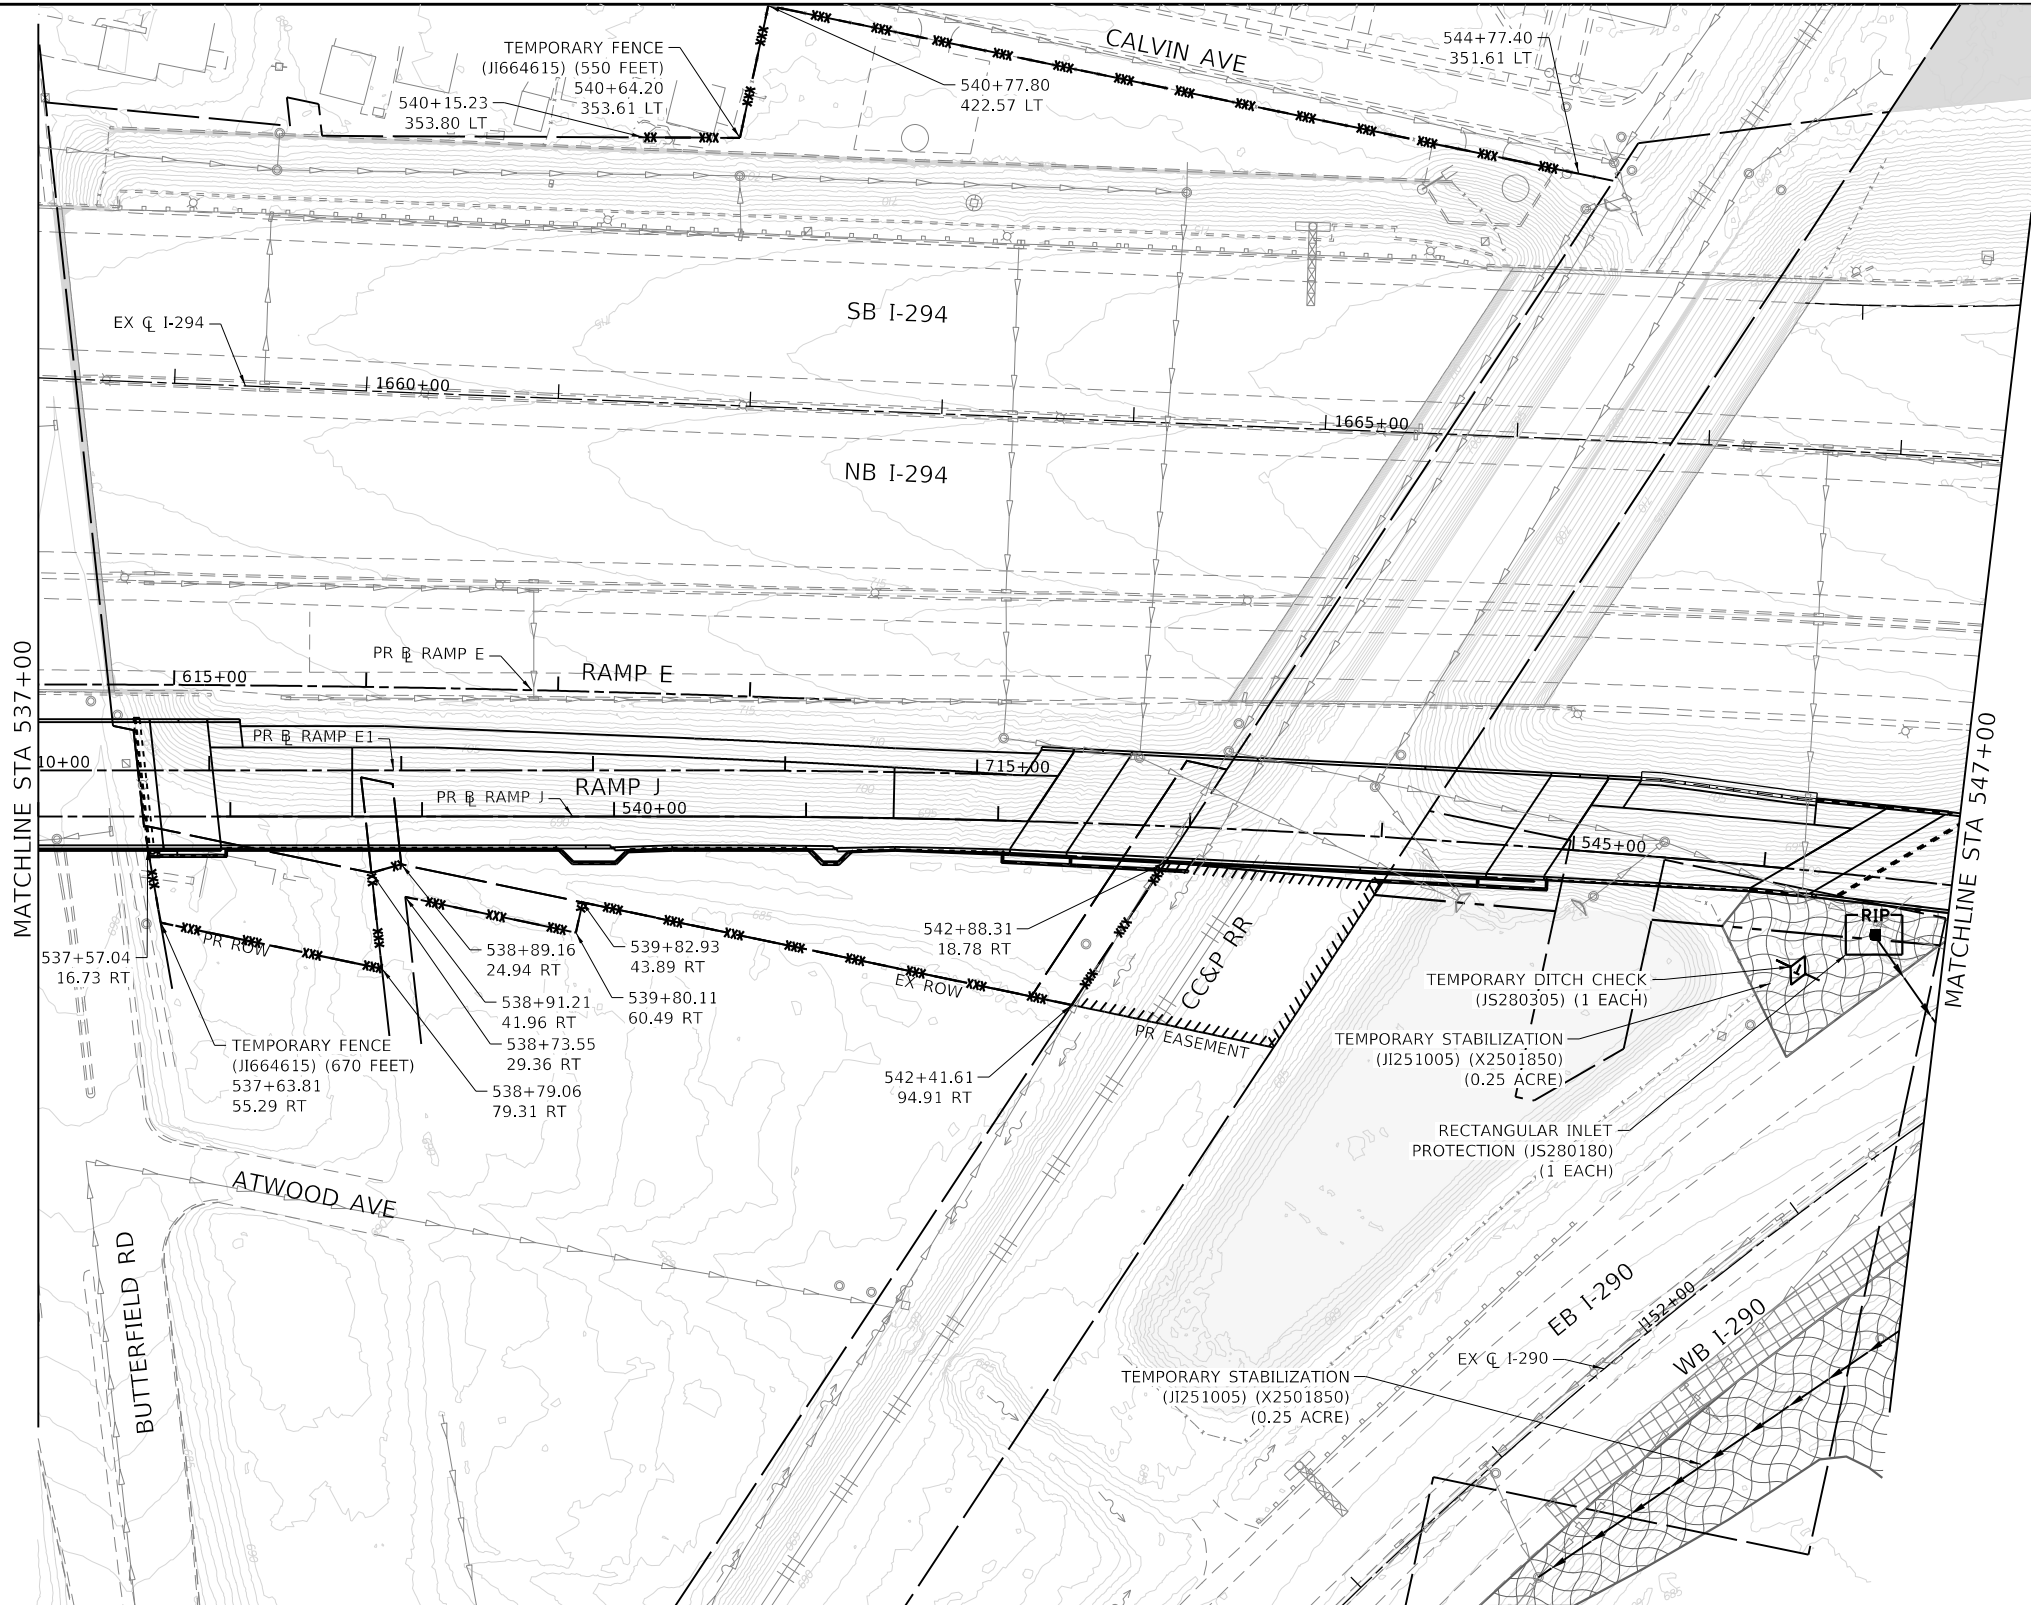 CALVIN AVE
544+77.40
351.61 LT
TEMPORARY FENCE
(JI664615) (550 FEET)
540+64.20
353.61 LT
540+15.23
353.80 LT
540+77.80
422.57 LT
SB I-294
EX ℄ I-294
1660+00
1665+00
NB I-294
PR B̲L RAMP E
RAMP E
615+00
MATCHLINE STA 537+00
PR B̲L RAMP E1
10+00
715+00
RAMP J
PR B̲L RAMP J
540+00
545+00
MATCHLINE STA 547+00
RIP
PR ROW
537+57.04
16.73 RT
538+89.16
24.94 RT
539+82.93
43.89 RT
542+88.31
18.78 RT
EX ROW
CC&P RR
538+91.21
41.96 RT
539+80.11
60.49 RT
TEMPORARY DITCH CHECK
(JS280305) (1 EACH)
TEMPORARY FENCE
(JI664615) (670 FEET)
537+63.81
55.29 RT
538+73.55
29.36 RT
538+79.06
79.31 RT
PR EASEMENT
542+41.61
94.91 RT
TEMPORARY STABILIZATION
(JI251005) (X2501850)
(0.25 ACRE)
RECTANGULAR INLET
PROTECTION (JS280180)
(1 EACH)
ATWOOD AVE
BUTTERFIELD RD
EB I-290
1152+00
WB I-290
EX ℄ I-290
TEMPORARY STABILIZATION
(JI251005) (X2501850)
(0.25 ACRE)